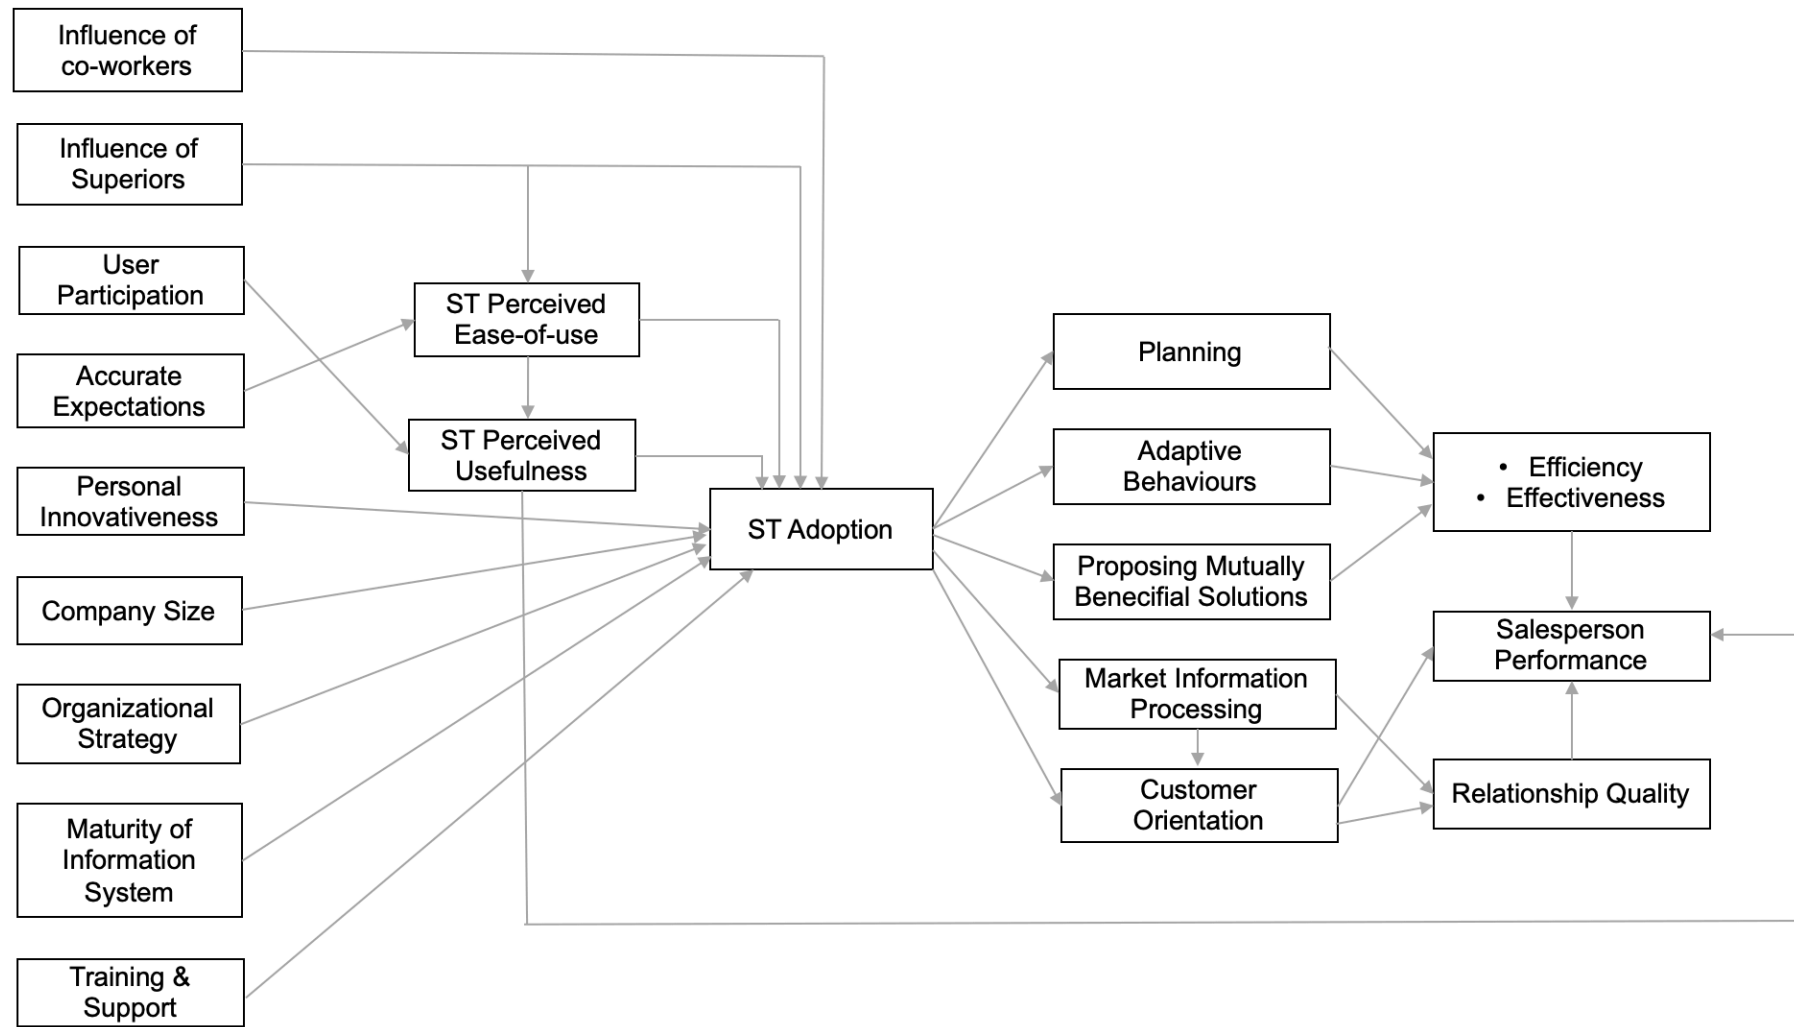 Influence of
co-workers
Influence of
Superiors
User
Participation
Accurate
Expectations
Personal
Innovativeness
Company Size
Organizational
Strategy
Maturity of
Information
System
Training &
Support
ST Perceived
Ease-of-use
ST Perceived
Usefulness
ST Adoption
Planning
Adaptive
Behaviours
Proposing Mutually
Benecifial Solutions
Market Information
Processing
Customer
Orientation
• Efficiency
• Effectiveness
Salesperson
Performance
Relationship Quality